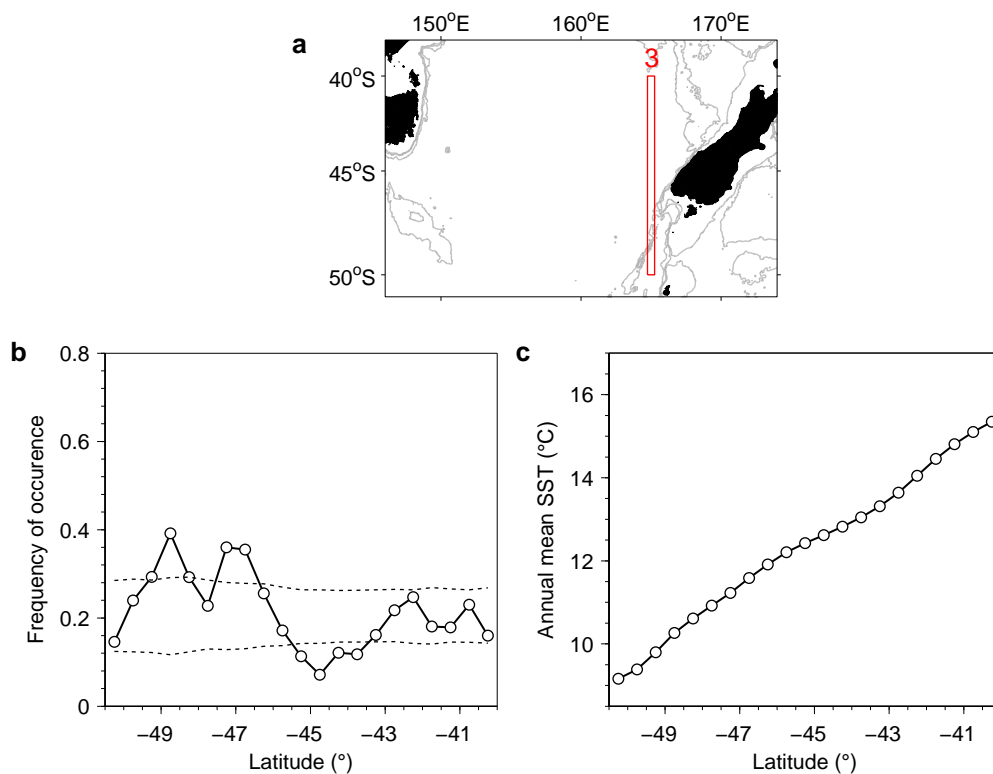 150°E 160°E 170°E
a
3
40°S
45°S
50°S
b
0.8
0.6
0.4
0.2
0
Frequency of occurence
−49 −47 −45 −43 −41
Latitude (°)
c
16
14
12
10
Annual mean SST (°C)
−49 −47 −45 −43 −41
Latitude (°)